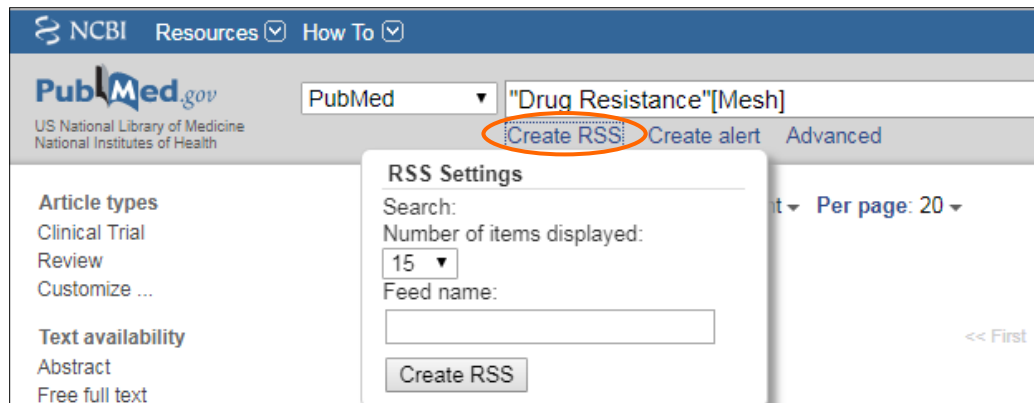 NCBI Resources How To
PubMed.gov
US National Library of Medicine
National Institutes of Health
PubMed
"Drug Resistance"[Mesh]
Create RSS Create alert Advanced
RSS Settings
Search:
Number of items displayed:
15
Feed name:
Create RSS
Per page: 20
<< First
Article types
Clinical Trial
Review
Customize ...
Text availability
Abstract
Free full text